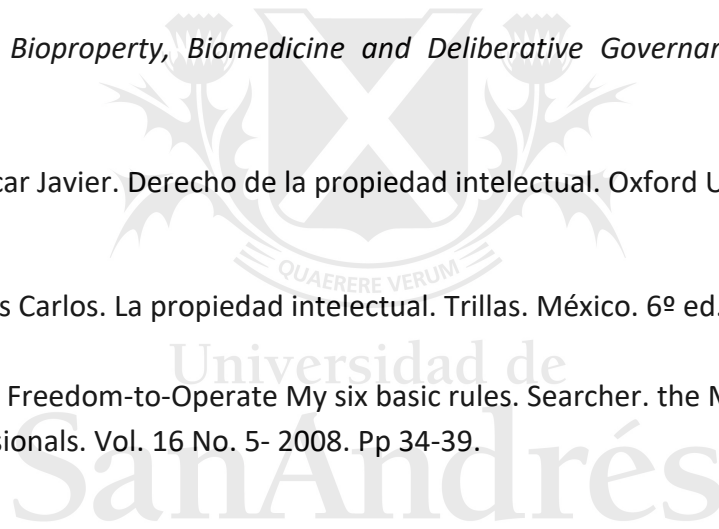 Bioproperty, Biomedicine and Deliberative Governar
car Javier. Derecho de la propiedad intelectual. Oxford U
QUAERERE VERUM
s Carlos. La propiedad intelectual. Trillas. México. 6º ed.
Universidad de
Freedom-to-Operate My six basic rules. Searcher. the M
sionals. Vol. 16 No. 5- 2008. Pp 34-39.
SanAndrés